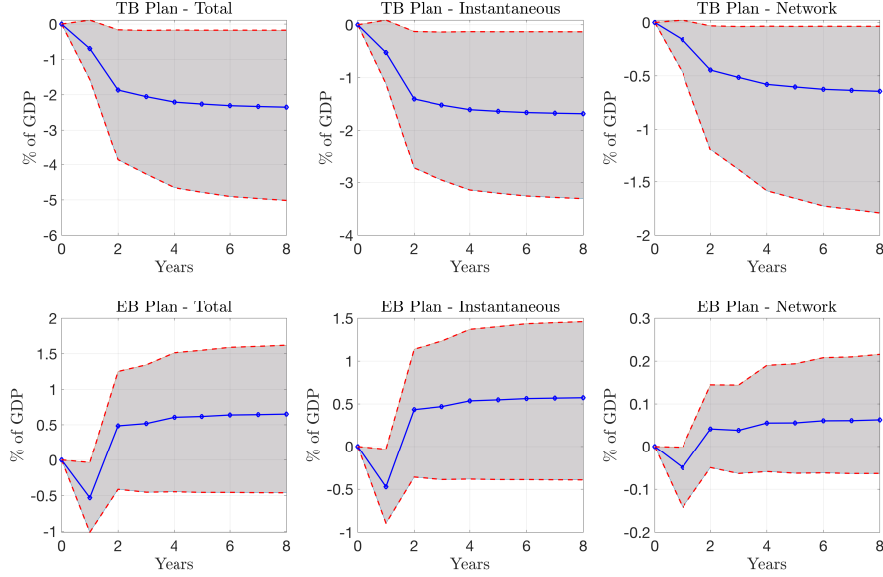 TB Plan - Total
TB Plan - Instantaneous
TB Plan - Network
% of GDP
0
-1
-2
-3
-4
-5
-6
0 2 4 6 8
Years
% of GDP
0
-1
-2
-3
-4
0 2 4 6 8
Years
% of GDP
0
-0.5
-1
-1.5
-2
0 2 4 6 8
Years
EB Plan - Total
EB Plan - Instantaneous
EB Plan - Network
% of GDP
2
1.5
1
0.5
0
-0.5
-1
0 2 4 6 8
Years
% of GDP
1.5
1
0.5
0
-0.5
-1
0 2 4 6 8
Years
% of GDP
0.3
0.2
0.1
0
-0.1
-0.2
0 2 4 6 8
Years